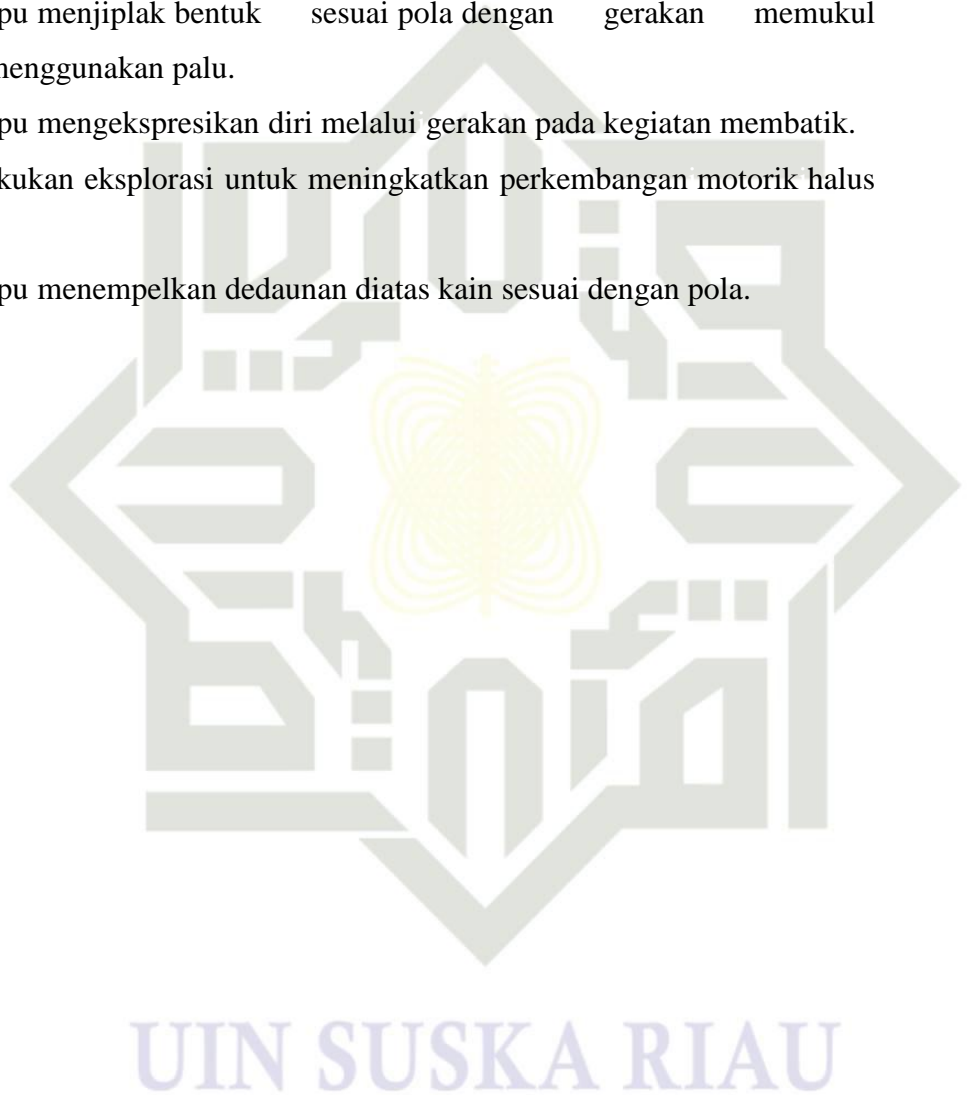 pu menjiplak bentuk sesuai pola dengan gerakan memukul
nenggunakan palu.
pu mengekspresikan diri melalui gerakan pada kegiatan membatik.
kukan eksplorasi untuk meningkatkan perkembangan motorik halus
pu menempelkan dedaunan diatas kain sesuai dengan pola.
UIN SUSKA RIAU